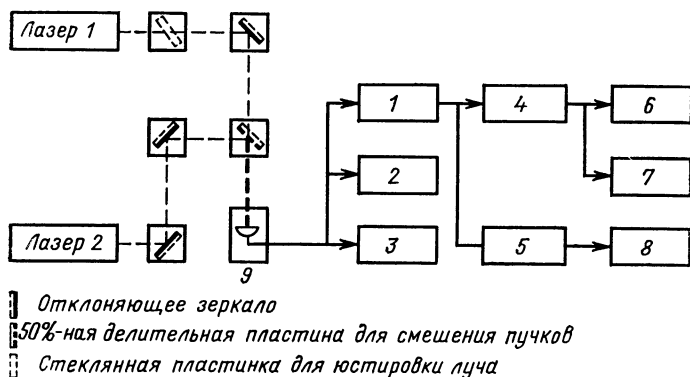 Лазер 1
1
4
6
2
7
Лазер 2
3
5
8
9
Отклоняющее зеркало
50%-ная делительная пластина для смешения пучков
Стеклянная пластинка для юстировки луча